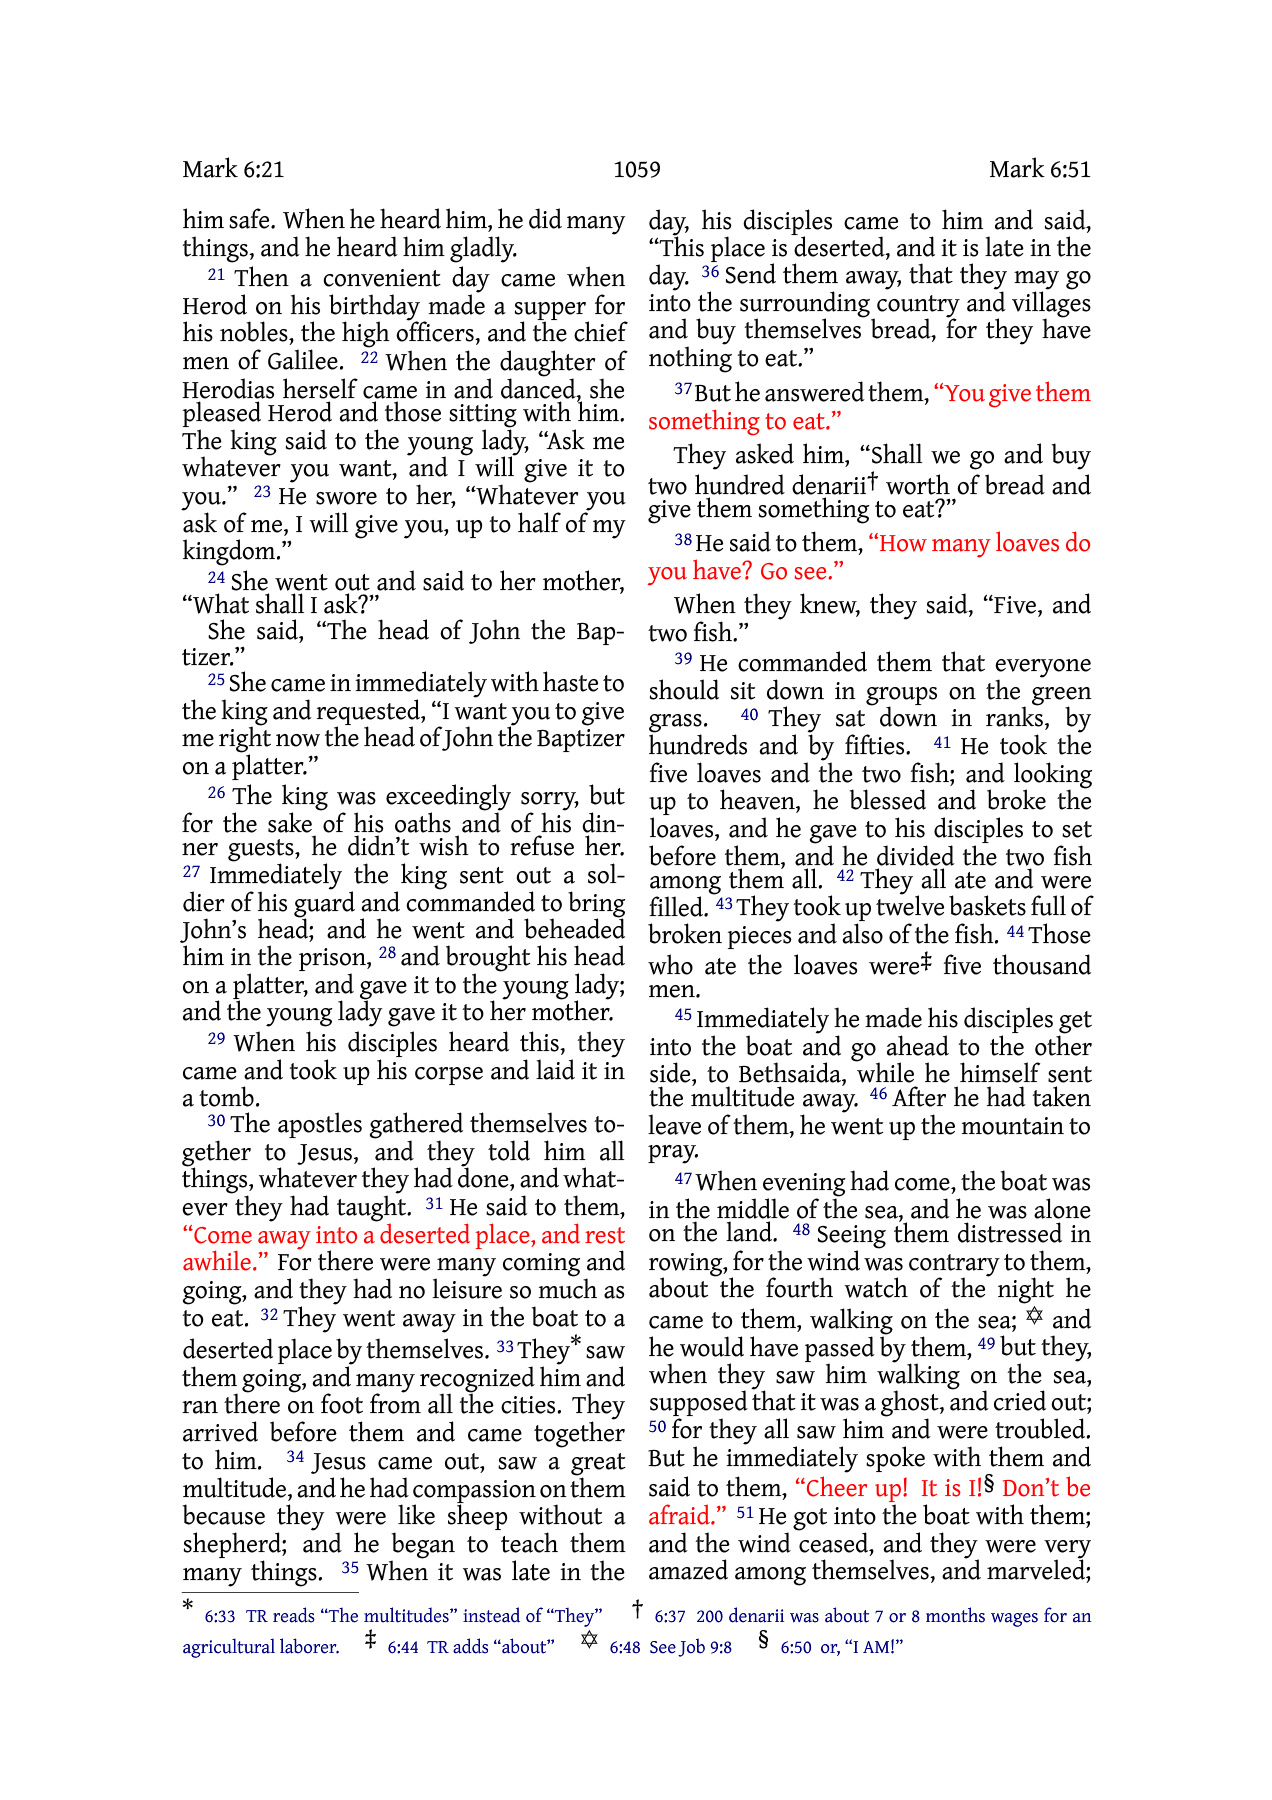 Mark 6:21
1059
Mark 6:51
him safe. When he heard him, he did many
things, and he heard him gladly.
21 Then a convenient day came when
Herod on his birthday made a supper for
his nobles, the high officers, and the chief
men of Galilee. 22 When the daughter of
Herodias herself came in and danced, she
pleased Herod and those sitting with him.
The king said to the young lady, “Ask me
whatever you want, and I will give it to
you.” 23 He swore to her, “Whatever you
ask of me, I will give you, up to half of my
kingdom.”
24 She went out and said to her mother,
“What shall I ask?”
She said, “The head of John the Bap-
tizer.”
25 She came in immediately with haste to
the king and requested, “I want you to give
me right now the head of John the Baptizer
on a platter.”
26 The king was exceedingly sorry, but
for the sake of his oaths and of his din-
ner guests, he didn’t wish to refuse her.
27 Immediately the king sent out a sol-
dier of his guard and commanded to bring
John’s head; and he went and beheaded
him in the prison, 28 and brought his head
on a platter, and gave it to the young lady;
and the young lady gave it to her mother.
29 When his disciples heard this, they
came and took up his corpse and laid it in
a tomb.
30 The apostles gathered themselves to-
gether to Jesus, and they told him all
things, whatever they had done, and what-
ever they had taught. 31 He said to them,
“Come away into a deserted place, and rest
awhile.” For there were many coming and
going, and they had no leisure so much as
to eat. 32 They went away in the boat to a
deserted place by themselves. 33 They* saw
them going, and many recognized him and
ran there on foot from all the cities. They
arrived before them and came together
to him. 34 Jesus came out, saw a great
multitude, and he had compassion on them
because they were like sheep without a
shepherd; and he began to teach them
many things. 35 When it was late in the
day, his disciples came to him and said,
“This place is deserted, and it is late in the
day. 36 Send them away, that they may go
into the surrounding country and villages
and buy themselves bread, for they have
nothing to eat.”
37 But he answered them, “You give them
something to eat.”
They asked him, “Shall we go and buy
two hundred denarii† worth of bread and
give them something to eat?”
38 He said to them, “How many loaves do
you have? Go see.”
When they knew, they said, “Five, and
two fish.”
39 He commanded them that everyone
should sit down in groups on the green
grass. 40 They sat down in ranks, by
hundreds and by fifties. 41 He took the
five loaves and the two fish; and looking
up to heaven, he blessed and broke the
loaves, and he gave to his disciples to set
before them, and he divided the two fish
among them all. 42 They all ate and were
filled. 43 They took up twelve baskets full of
broken pieces and also of the fish. 44 Those
who ate the loaves were‡ five thousand
men.
45 Immediately he made his disciples get
into the boat and go ahead to the other
side, to Bethsaida, while he himself sent
the multitude away. 46 After he had taken
leave of them, he went up the mountain to
pray.
47 When evening had come, the boat was
in the middle of the sea, and he was alone
on the land. 48 Seeing them distressed in
rowing, for the wind was contrary to them,
about the fourth watch of the night he
came to them, walking on the sea; ✡ and
he would have passed by them, 49 but they,
when they saw him walking on the sea,
supposed that it was a ghost, and cried out;
50 for they all saw him and were troubled.
But he immediately spoke with them and
said to them, “Cheer up! It is I!§ Don’t be
afraid.” 51 He got into the boat with them;
and the wind ceased, and they were very
amazed among themselves, and marveled;
* 6:33 TR reads “The multitudes” instead of “They” † 6:37 200 denarii was about 7 or 8 months wages for an
agricultural laborer. ‡ 6:44 TR adds “about” ✡ 6:48 See Job 9:8 § 6:50 or, “I AM!”